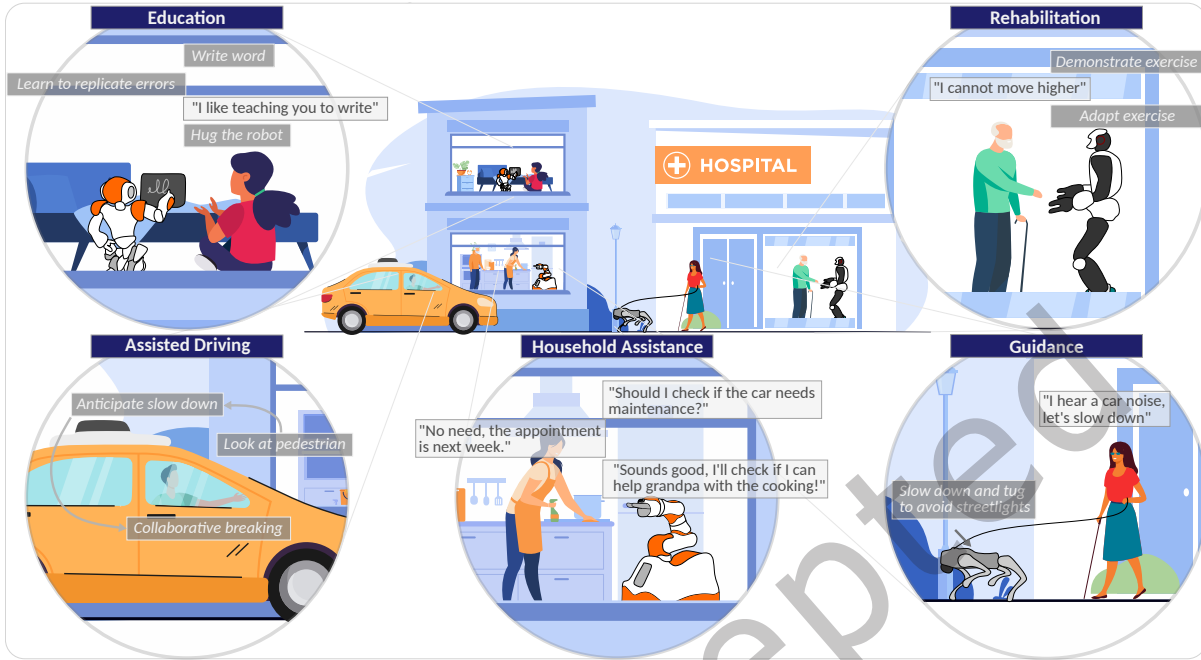 Education
Write word
Learn to replicate errors
"I like teaching you to write"
Hug the robot
HOSPITAL
Rehabilitation
Demonstrate exercise
"I cannot move higher"
Adapt exercise
Assisted Driving
Anticipate slow down
Look at pedestrian
Collaborative breaking
Household Assistance
"Should I check if the car needs
maintenance?"
"No need, the appointment
is next week."
"Sounds good, I'll check if I can
help grandpa with the cooking!"
Guidance
"I hear a car noise,
let's slow down"
Slow down and tug
to avoid streetlights
epted